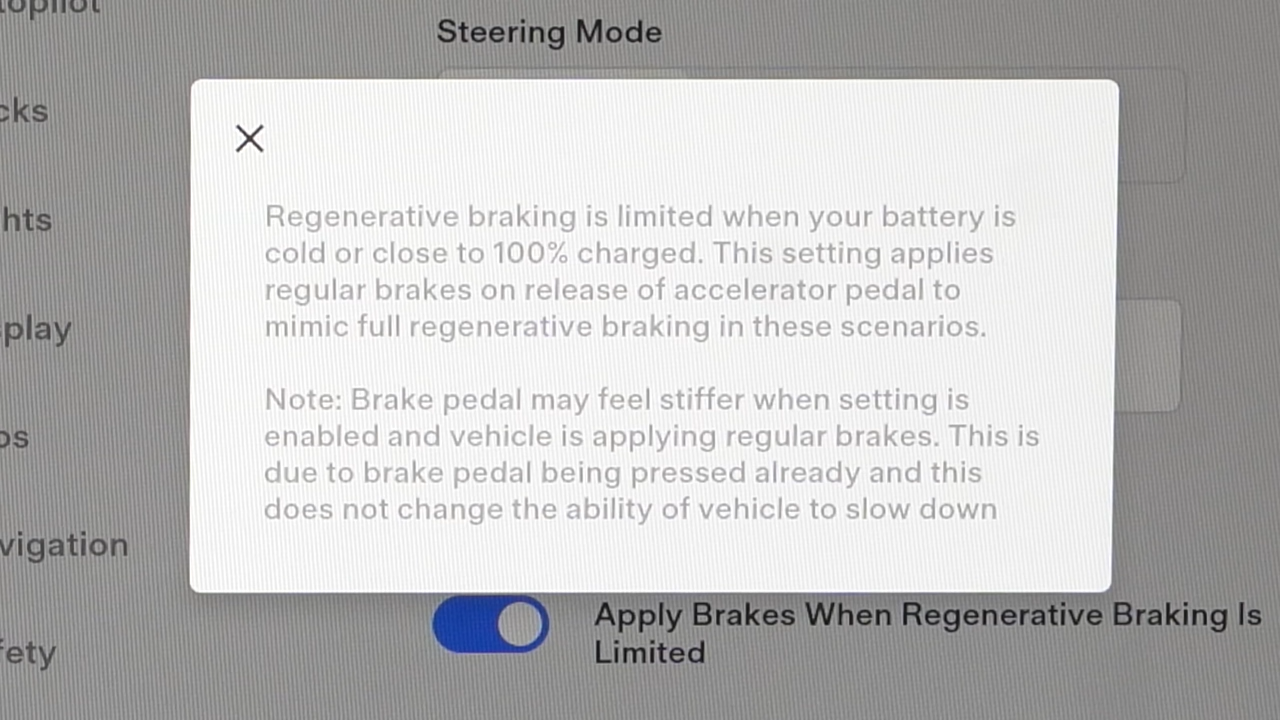 Steering Mode
Regenerative braking is limited when your battery is
cold or close to 100% charged. This setting applies
regular brakes on release of accelerator pedal to
mimic full regenerative braking in these scenarios.
Note: Brake pedal may feel stiffer when setting is
enabled and vehicle is applying regular brakes. This is
due to brake pedal being pressed already and this
does not change the ability of vehicle to slow down
Apply Brakes When Regenerative Braking Is
Limited